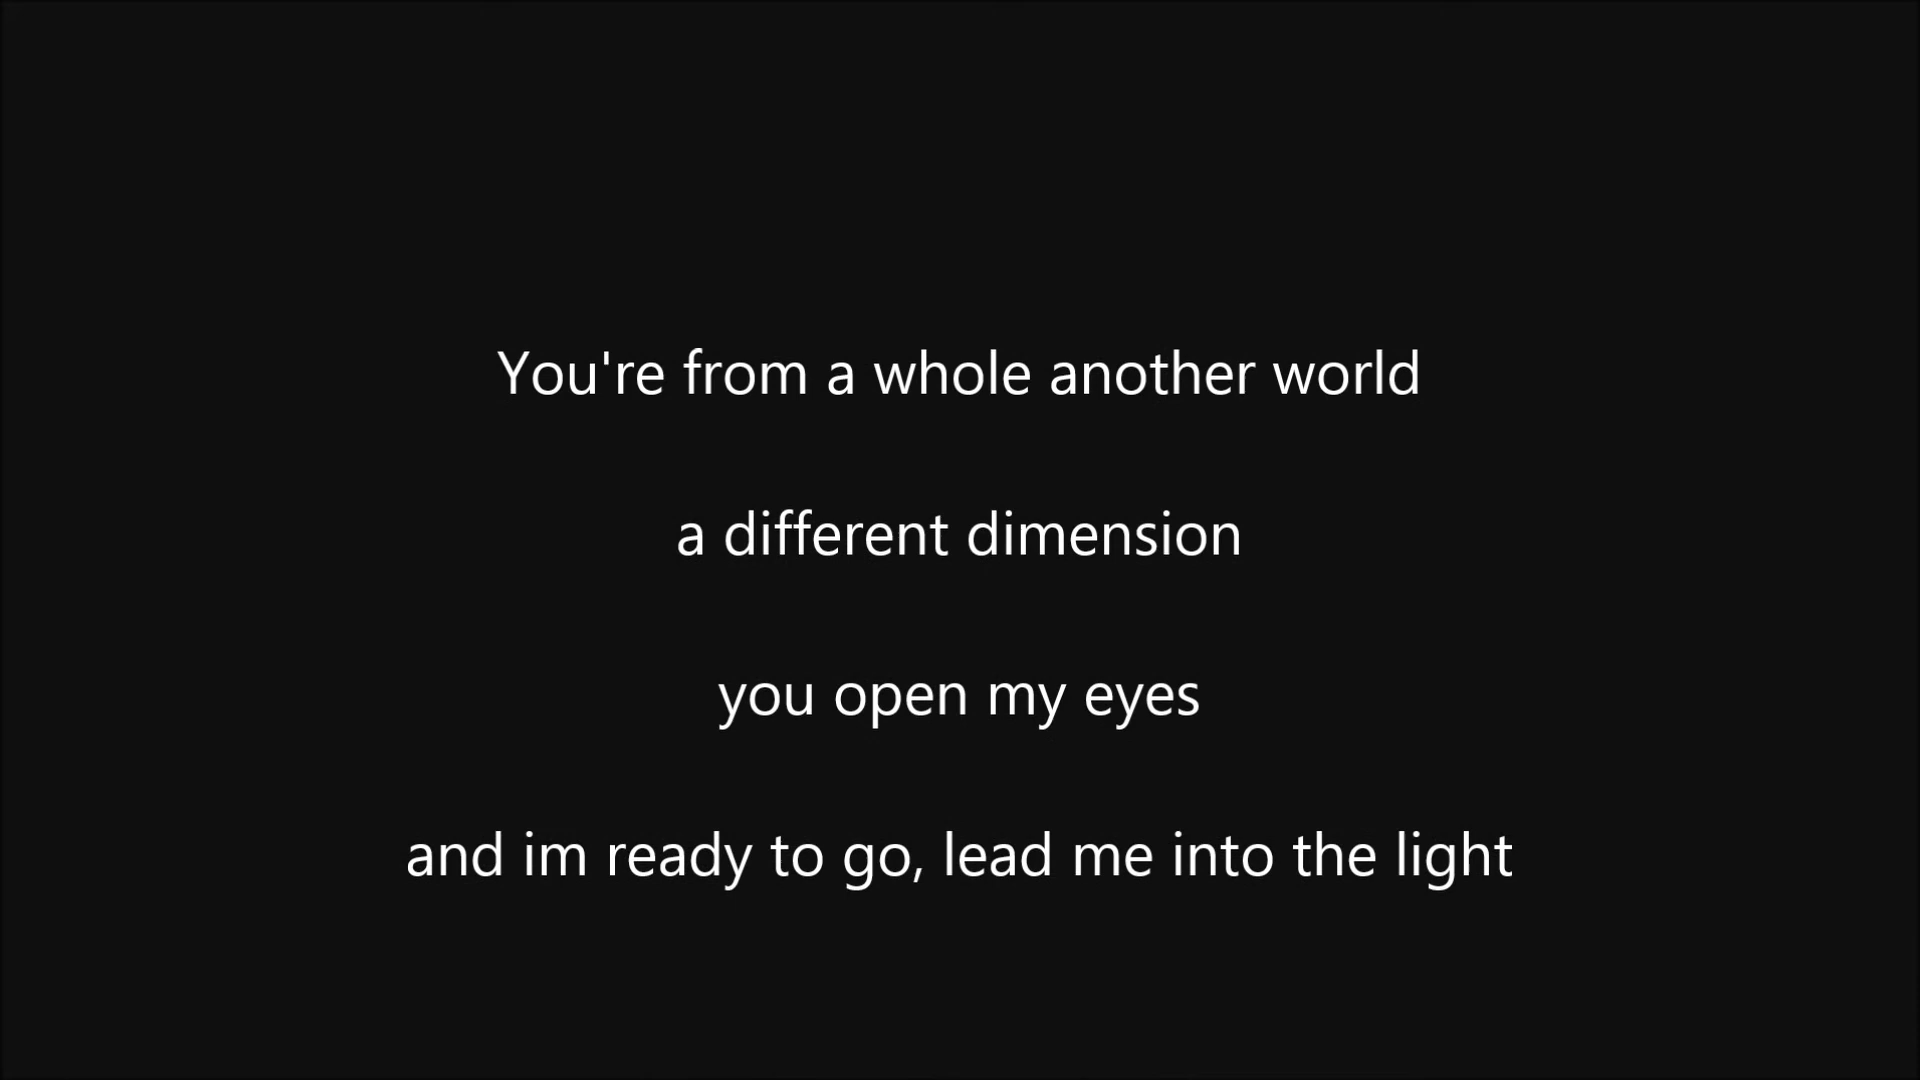 You're from a whole another world
a different dimension
you open my eyes
and im ready to go, lead me into the light